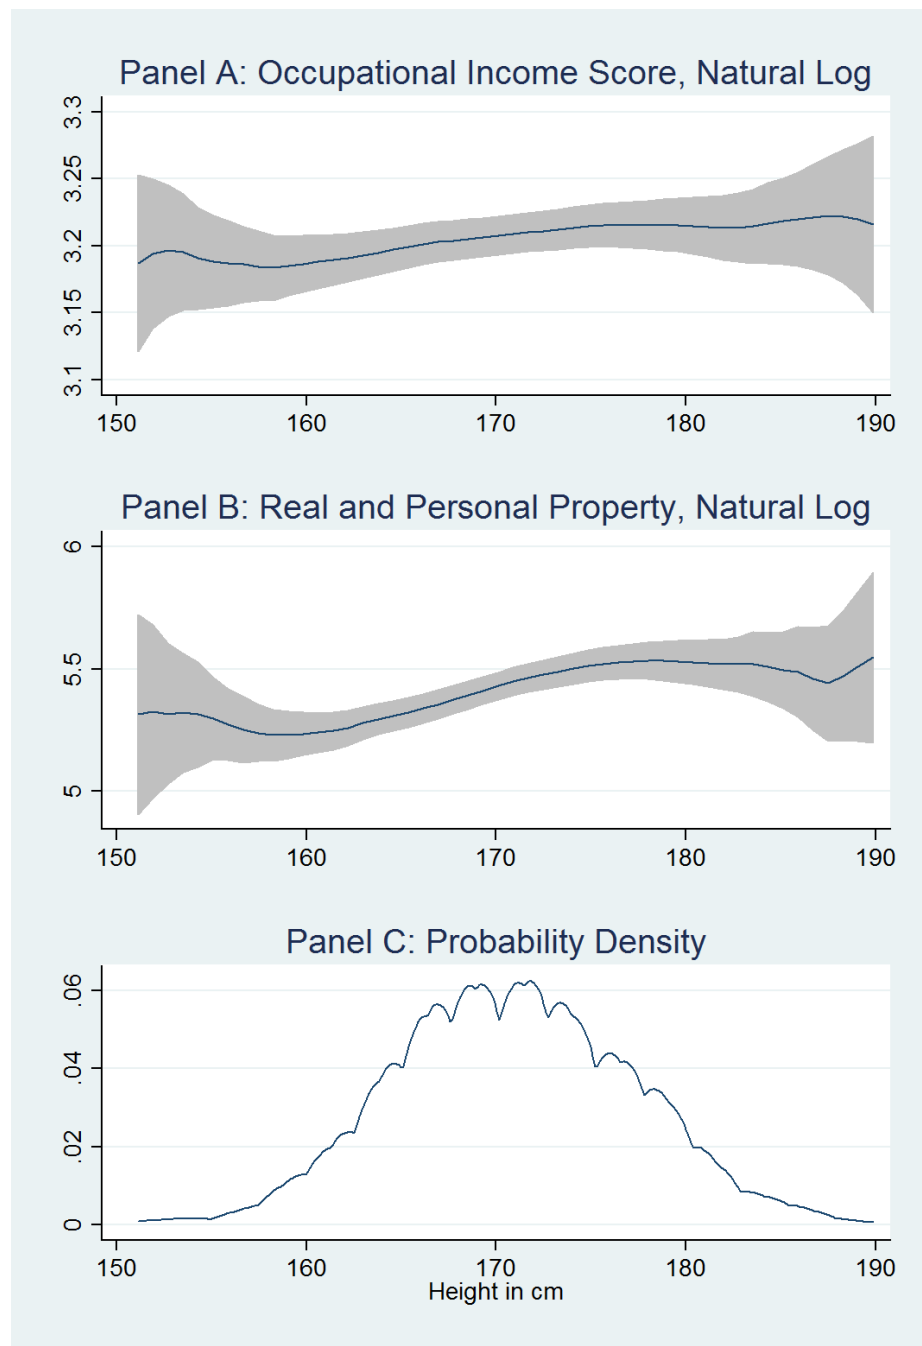 Panel A: Occupational Income Score, Natural Log
3.3
3.25
3.2
3.15
3.1
150 160 170 180 190
Panel B: Real and Personal Property, Natural Log
6
5.5
5
150 160 170 180 190
Panel C: Probability Density
.06
.04
.02
0
150 160 170 180 190
Height in cm